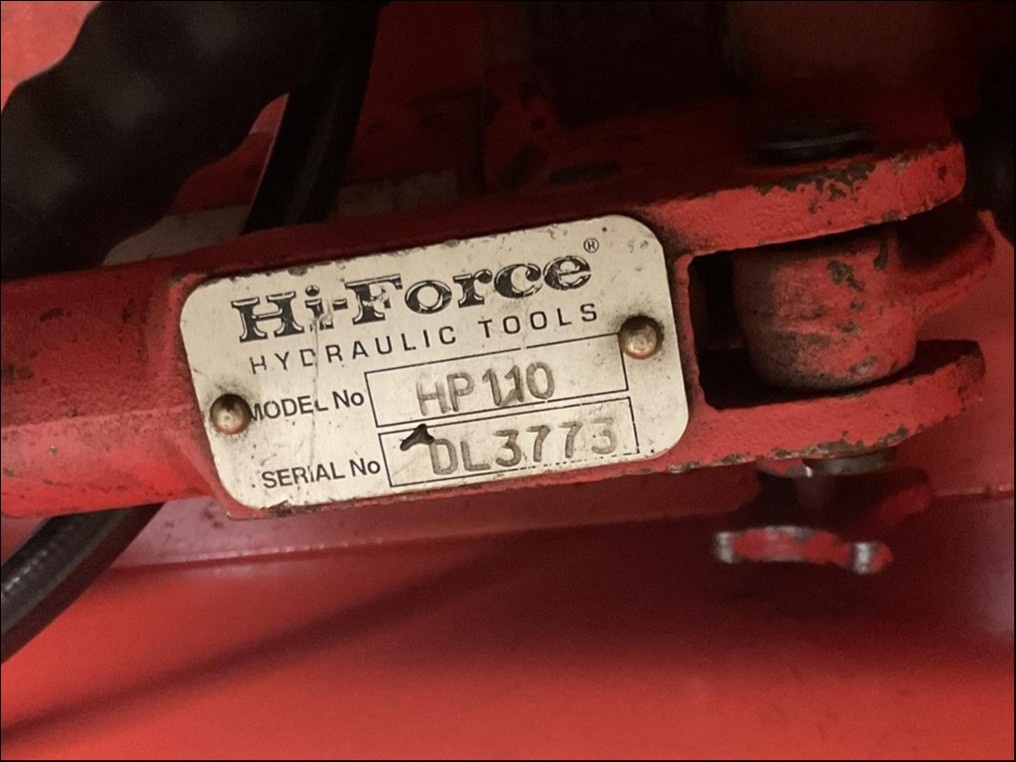 Hi-Force®
HYDRAULIC TOOLS
MODEL No HP110
SERIAL No DL3773